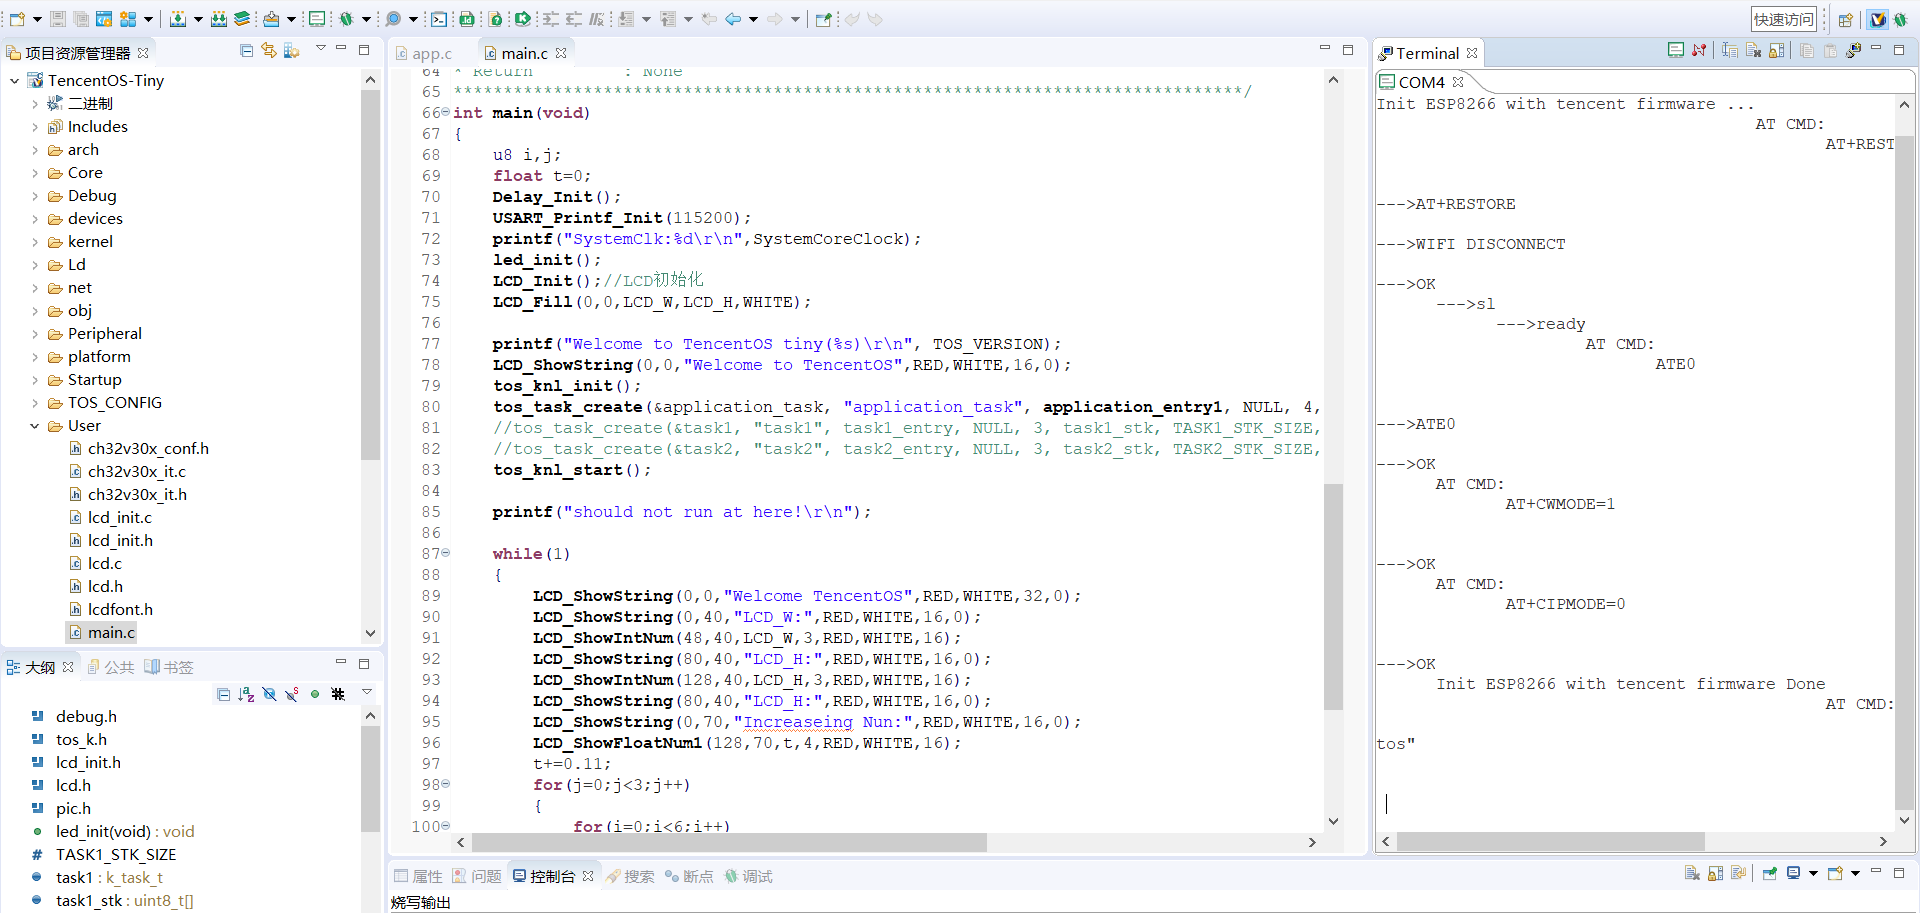 快速访问
项目资源管理器
TencentOS-Tiny
二进制
Includes
arch
Core
Debug
devices
kernel
Ld
net
obj
Peripheral
platform
Startup
TOS_CONFIG
User
ch32v30x_conf.h
ch32v30x_it.c
ch32v30x_it.h
lcd_init.c
lcd_init.h
lcd.c
lcd.h
lcdfont.h
main.c
大纲 公共 书签
debug.h
tos_k.h
lcd_init.h
lcd.h
pic.h
led_init(void) : void
TASK1_STK_SIZE
task1 : k_task_t
task1_stk : uint8_t[]
app.c main.c
64 * Return : None
65 *******************************************************************************/
66 int main(void)
67 {
68 u8 i,j;
69 float t=0;
70 Delay_Init();
71 USART_Printf_Init(115200);
72 printf("SystemClk:%d\r\n",SystemCoreClock);
73 led_init();
74 LCD_Init();//LCD初始化
75 LCD_Fill(0,0,LCD_W,LCD_H,WHITE);
76
77 printf("Welcome to TencentOS tiny(%s)\r\n", TOS_VERSION);
78 LCD_ShowString(0,0,"Welcome to TencentOS",RED,WHITE,16,0);
79 tos_knl_init();
80 tos_task_create(&application_task, "application_task", application_entry1, NULL, 4,
81 //tos_task_create(&task1, "task1", task1_entry, NULL, 3, task1_stk, TASK1_STK_SIZE,
82 //tos_task_create(&task2, "task2", task2_entry, NULL, 3, task2_stk, TASK2_STK_SIZE,
83 tos_knl_start();
84
85 printf("should not run at here!\r\n");
86
87 while(1)
88 {
89 LCD_ShowString(0,0,"Welcome TencentOS",RED,WHITE,32,0);
90 LCD_ShowString(0,40,"LCD_W:",RED,WHITE,16,0);
91 LCD_ShowIntNum(48,40,LCD_W,3,RED,WHITE,16);
92 LCD_ShowString(80,40,"LCD_H:",RED,WHITE,16,0);
93 LCD_ShowIntNum(128,40,LCD_H,3,RED,WHITE,16);
94 LCD_ShowString(80,40,"LCD_H:",RED,WHITE,16,0);
95 LCD_ShowString(0,70,"Increaseing Nun:",RED,WHITE,16,0);
96 LCD_ShowFloatNum1(128,70,t,4,RED,WHITE,16);
97 t+=0.11;
98 for(j=0;j<3;j++)
99 {
100 for(i=0;i<6;i++)
Terminal
COM4
Init ESP8266 with tencent firmware ...
AT CMD:
AT+REST
--->AT+RESTORE
--->WIFI DISCONNECT
--->OK
--->sl
--->ready
AT CMD:
ATE0
--->ATE0
--->OK
AT CMD:
AT+CWMODE=1
--->OK
AT CMD:
AT+CIPMODE=0
--->OK
Init ESP8266 with tencent firmware Done
AT CMD:
tos"
属性 问题 控制台 搜索 断点 调试
烧写输出